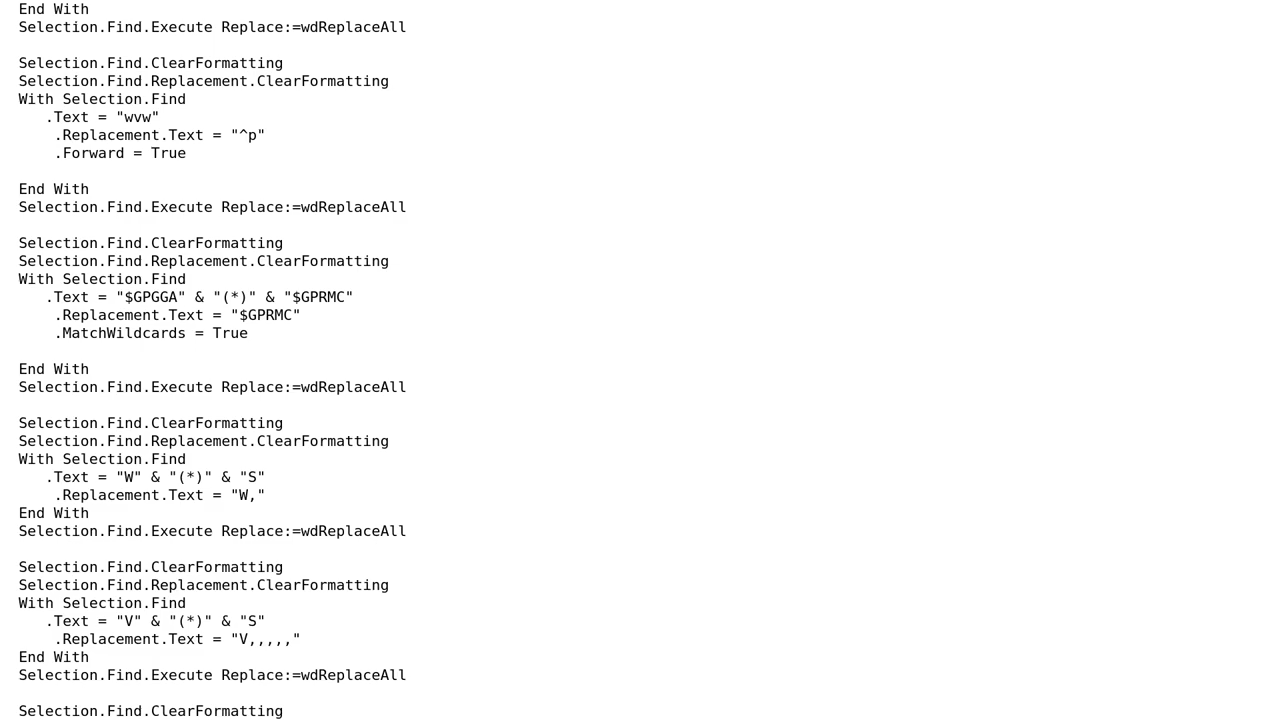 End With
Selection.Find.Execute Replace:=wdReplaceAll

Selection.Find.ClearFormatting
Selection.Find.Replacement.ClearFormatting
With Selection.Find
   .Text = "wvw"
    .Replacement.Text = "^p"
    .Forward = True

End With
Selection.Find.Execute Replace:=wdReplaceAll

Selection.Find.ClearFormatting
Selection.Find.Replacement.ClearFormatting
With Selection.Find
   .Text = "$GPGGA" & "(*)" & "$GPRMC"
    .Replacement.Text = "$GPRMC"
    .MatchWildcards = True

End With
Selection.Find.Execute Replace:=wdReplaceAll

Selection.Find.ClearFormatting
Selection.Find.Replacement.ClearFormatting
With Selection.Find
   .Text = "W" & "(*)" & "S"
    .Replacement.Text = "W,"
End With
Selection.Find.Execute Replace:=wdReplaceAll

Selection.Find.ClearFormatting
Selection.Find.Replacement.ClearFormatting
With Selection.Find
   .Text = "V" & "(*)" & "S"
    .Replacement.Text = "V,,,,,"
End With
Selection.Find.Execute Replace:=wdReplaceAll

Selection.Find.ClearFormatting